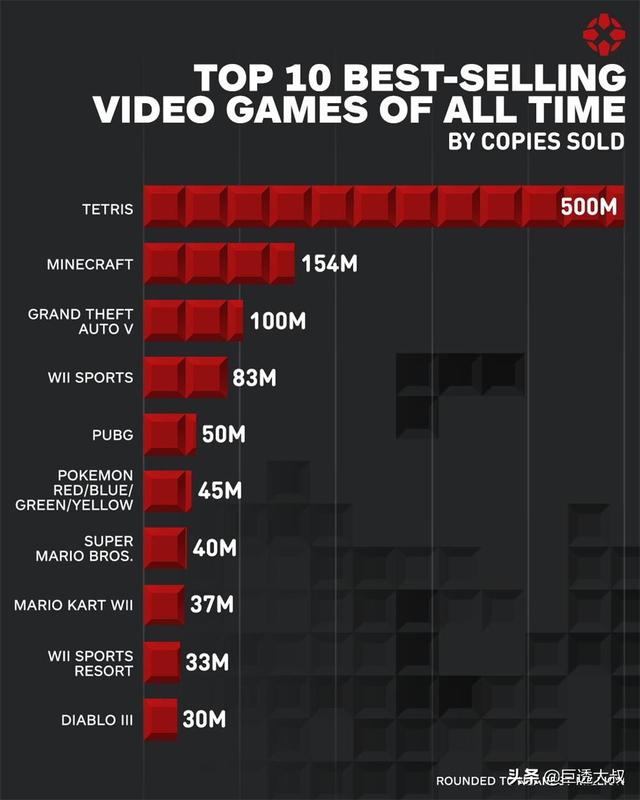 TOP 10 BEST-SELLING
VIDEO GAMES OF ALL TIME
BY COPIES SOLD
TETRIS
500M
MINECRAFT
154M
GRAND THEFT
AUTO V
100M
WII SPORTS
83M
PUBG
50M
POKEMON
RED/BLUE/
GREEN/YELLOW
45M
SUPER
MARIO BROS.
40M
MARIO KART WII
37M
WII SPORTS
RESORT
33M
DIABLO III
30M
ROUNDED TO
头条 @巨透大叔